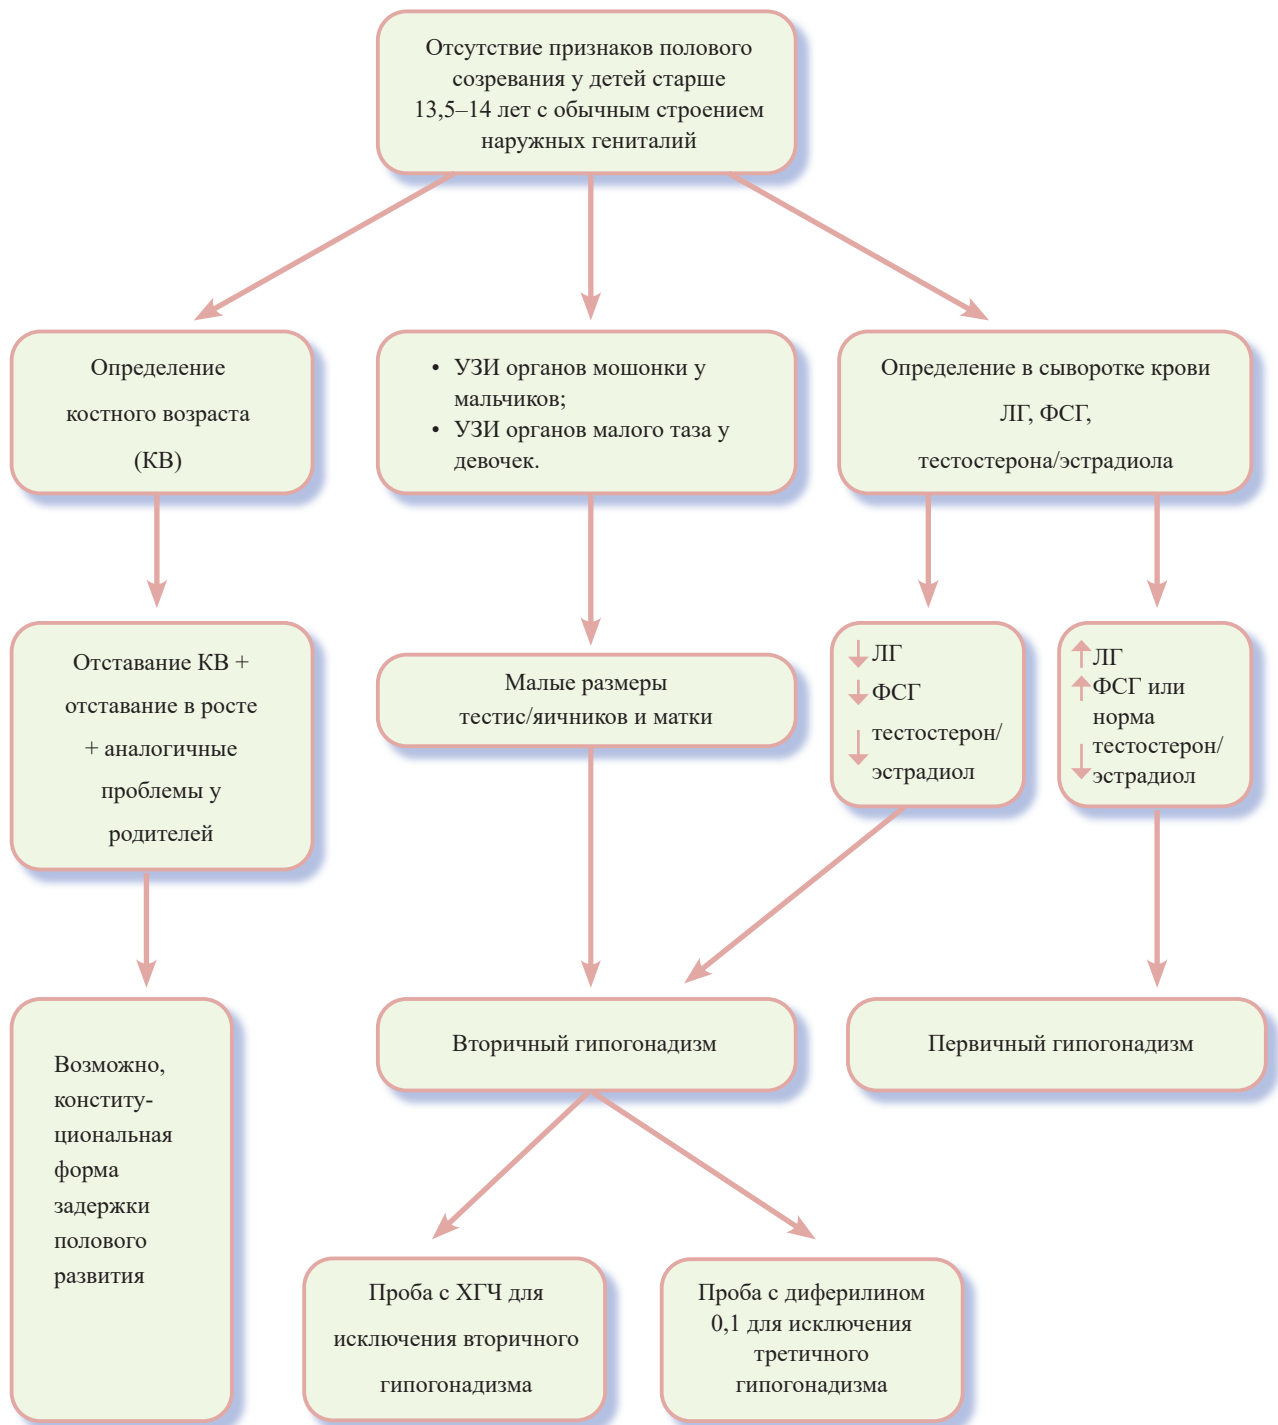 Отсутствие признаков полового
созревания у детей старше
13,5–14 лет с обычным строением
наружных гениталий
Определение
костного возраста
(КВ)
• УЗИ органов мошонки у
мальчиков;
• УЗИ органов малого таза у
девочек.
Определение в сыворотке крови
ЛГ, ФСГ,
тестостерона/эстрадиола
Отставание КВ +
отставание в росте
+ аналогичные
проблемы у
родителей
Малые размеры
тестис/яичников и матки
↓ ЛГ
↓ ФСГ
↓ тестостерон/
эстрадиол
↑ ЛГ
↑ ФСГ или
норма
↓ тестостерон/
эстрадиол
Возможно,
конститу-
циональная
форма
задержки
полового
развития
Вторичный гипогонадизм
Первичный гипогонадизм
Проба с ХГЧ для
исключения вторичного
гипогонадизма
Проба с диферилином
0,1 для исключения
третичного
гипогонадизма